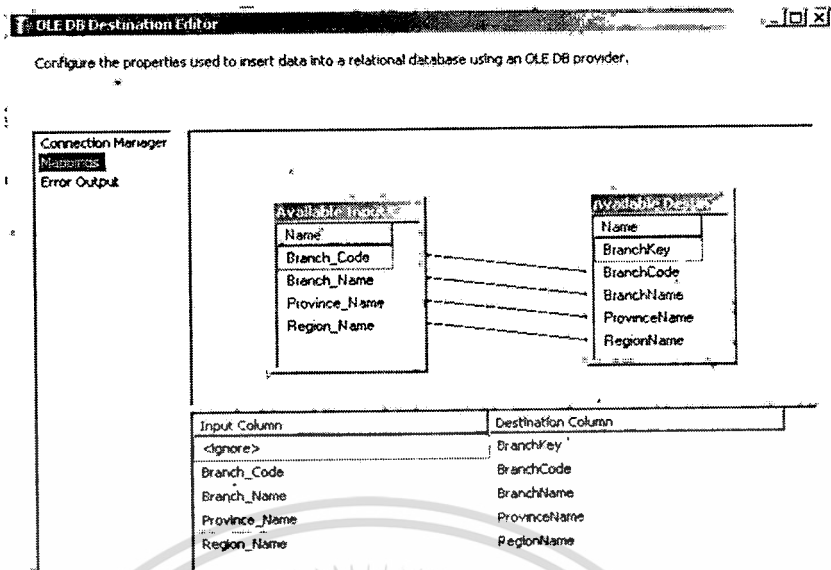 OLE DB Destination Editor
Configure the properties used to insert data into a relational database using an OLE DB provider.
Connection Manager
Mappings
Error Output
Available Input
Name
Branch_Code
Branch_Name
Province_Name
Region_Name
Available
Name
BranchKey
BranchCode
BranchName
ProvinceName
RegionName
Input Column Destination Column
<ignore> BranchKey
Branch_Code BranchCode
Branch_Name BranchName
Province_Name ProvinceName
Region_Name RegionName